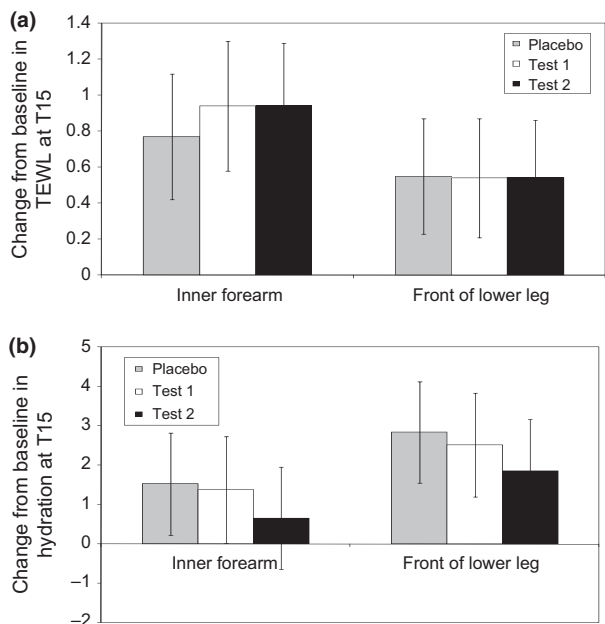 (a)
Change from baseline in
TEWL at T15
1.4
1.2
1
0.8
0.6
0.4
0.2
0
Placebo
Test 1
Test 2
Inner forearm
Front of lower leg
(b)
Change from baseline in
hydration at T15
5
4
3
2
1
0
–1
–2
Placebo
Test 1
Test 2
Inner forearm
Front of lower leg